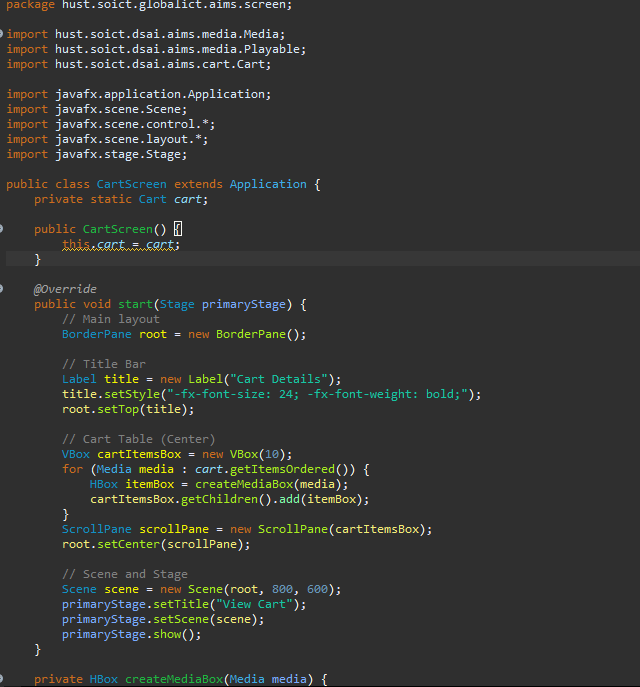 package hust.soict.globalict.aims.screen;
import hust.soict.dsai.aims.media.Media;
import hust.soict.dsai.aims.media.Playable;
import hust.soict.dsai.aims.cart.Cart;
import javafx.application.Application;
import javafx.scene.Scene;
import javafx.scene.control.*;
import javafx.scene.layout.*;
import javafx.stage.Stage;
public class CartScreen extends Application {
private static Cart cart;
public CartScreen() {
this.cart = cart;
}
@Override
public void start(Stage primaryStage) {
// Main layout
BorderPane root = new BorderPane();
// Title Bar
Label title = new Label("Cart Details");
title.setStyle("-fx-font-size: 24; -fx-font-weight: bold;");
root.setTop(title);
// Cart Table (Center)
VBox cartItemsBox = new VBox(10);
for (Media media : cart.getItemsOrdered()) {
HBox itemBox = createMediaBox(media);
cartItemsBox.getChildren().add(itemBox);
}
ScrollPane scrollPane = new ScrollPane(cartItemsBox);
root.setCenter(scrollPane);
// Scene and Stage
Scene scene = new Scene(root, 800, 600);
primaryStage.setTitle("View Cart");
primaryStage.setScene(scene);
primaryStage.show();
}
private HBox createMediaBox(Media media) {